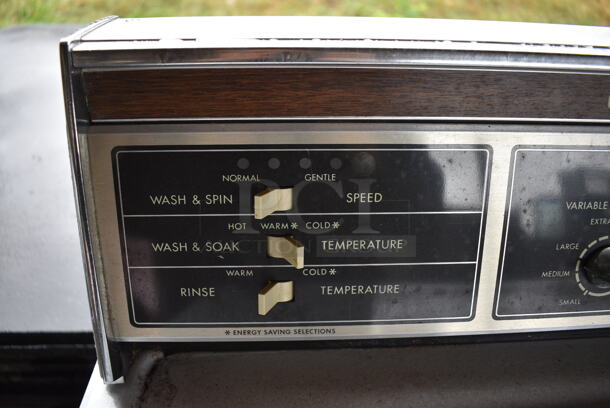 NORMAL GENTLE
WASH & SPIN SPEED
HOT WARM* COLD*
WASH & SOAK TEMPERATURE
WARM COLD*
RINSE TEMPERATURE
* ENERGY SAVING SELECTIONS
VARIABLE
EXTRA
LARGE
MEDIUM
SMALL
PCI